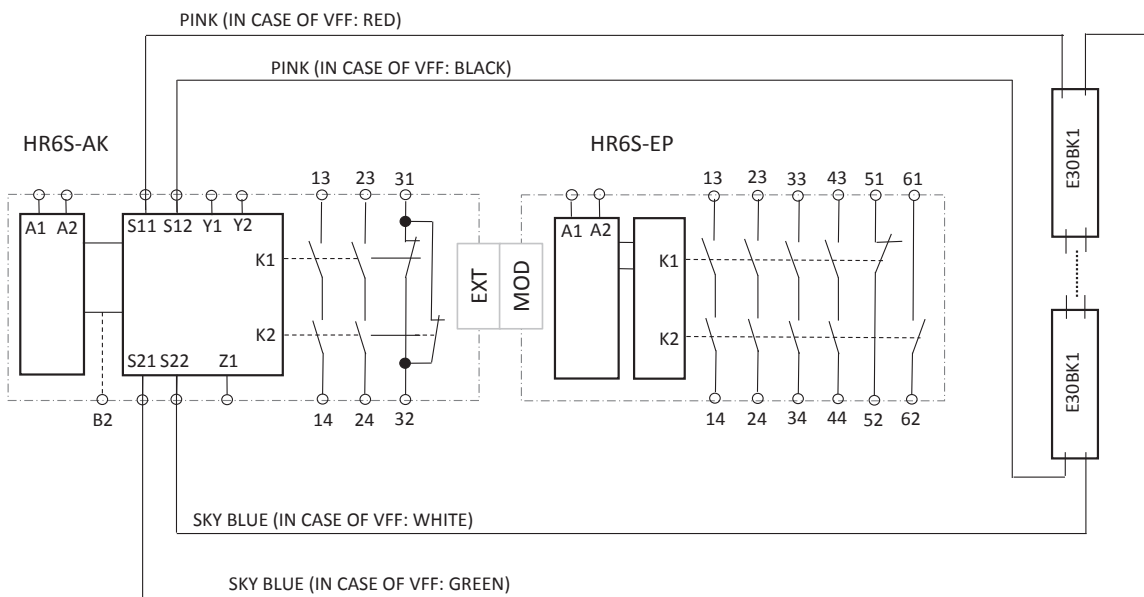 PINK (IN CASE OF VFF: RED)
PINK (IN CASE OF VFF: BLACK)
HR6S-AK
HR6S-EP
E30BK1
13 23 31
13 23 33 43 51 61
A1 A2
S11 S12 Y1 Y2
A1 A2
K1
K1
EXT
MOD
K2
K2
E30BK1
S21 S22 Z1
B2
14 24 32
14 24 34 44 52 62
SKY BLUE (IN CASE OF VFF: WHITE)
SKY BLUE (IN CASE OF VFF: GREEN)